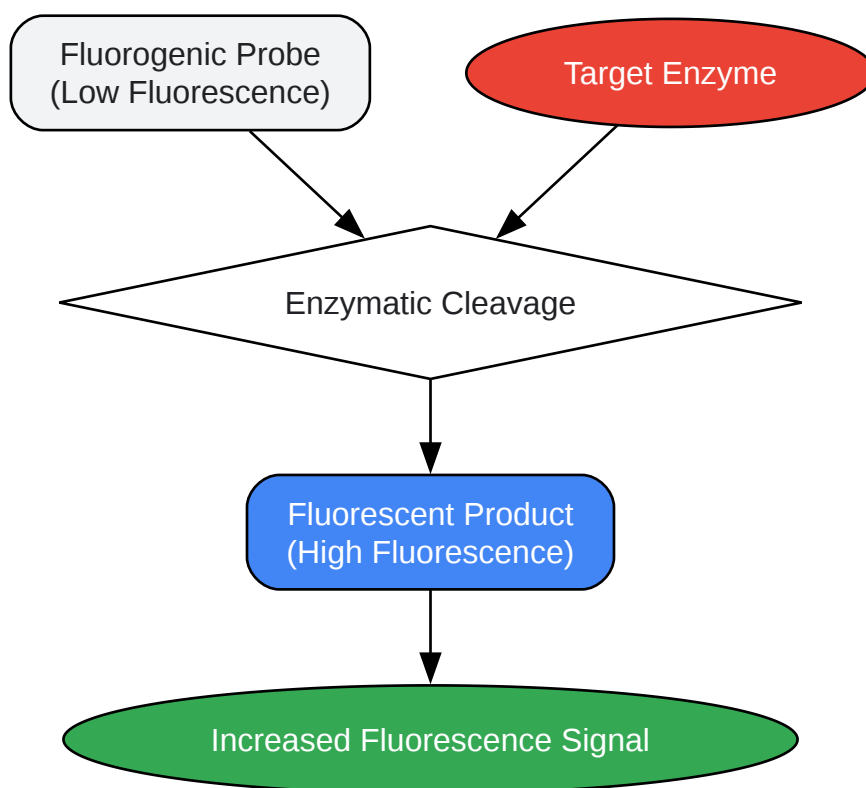 Fluorogenic Probe
(Low Fluorescence)
Target Enzyme
Enzymatic Cleavage
Fluorescent Product
(High Fluorescence)
Increased Fluorescence Signal